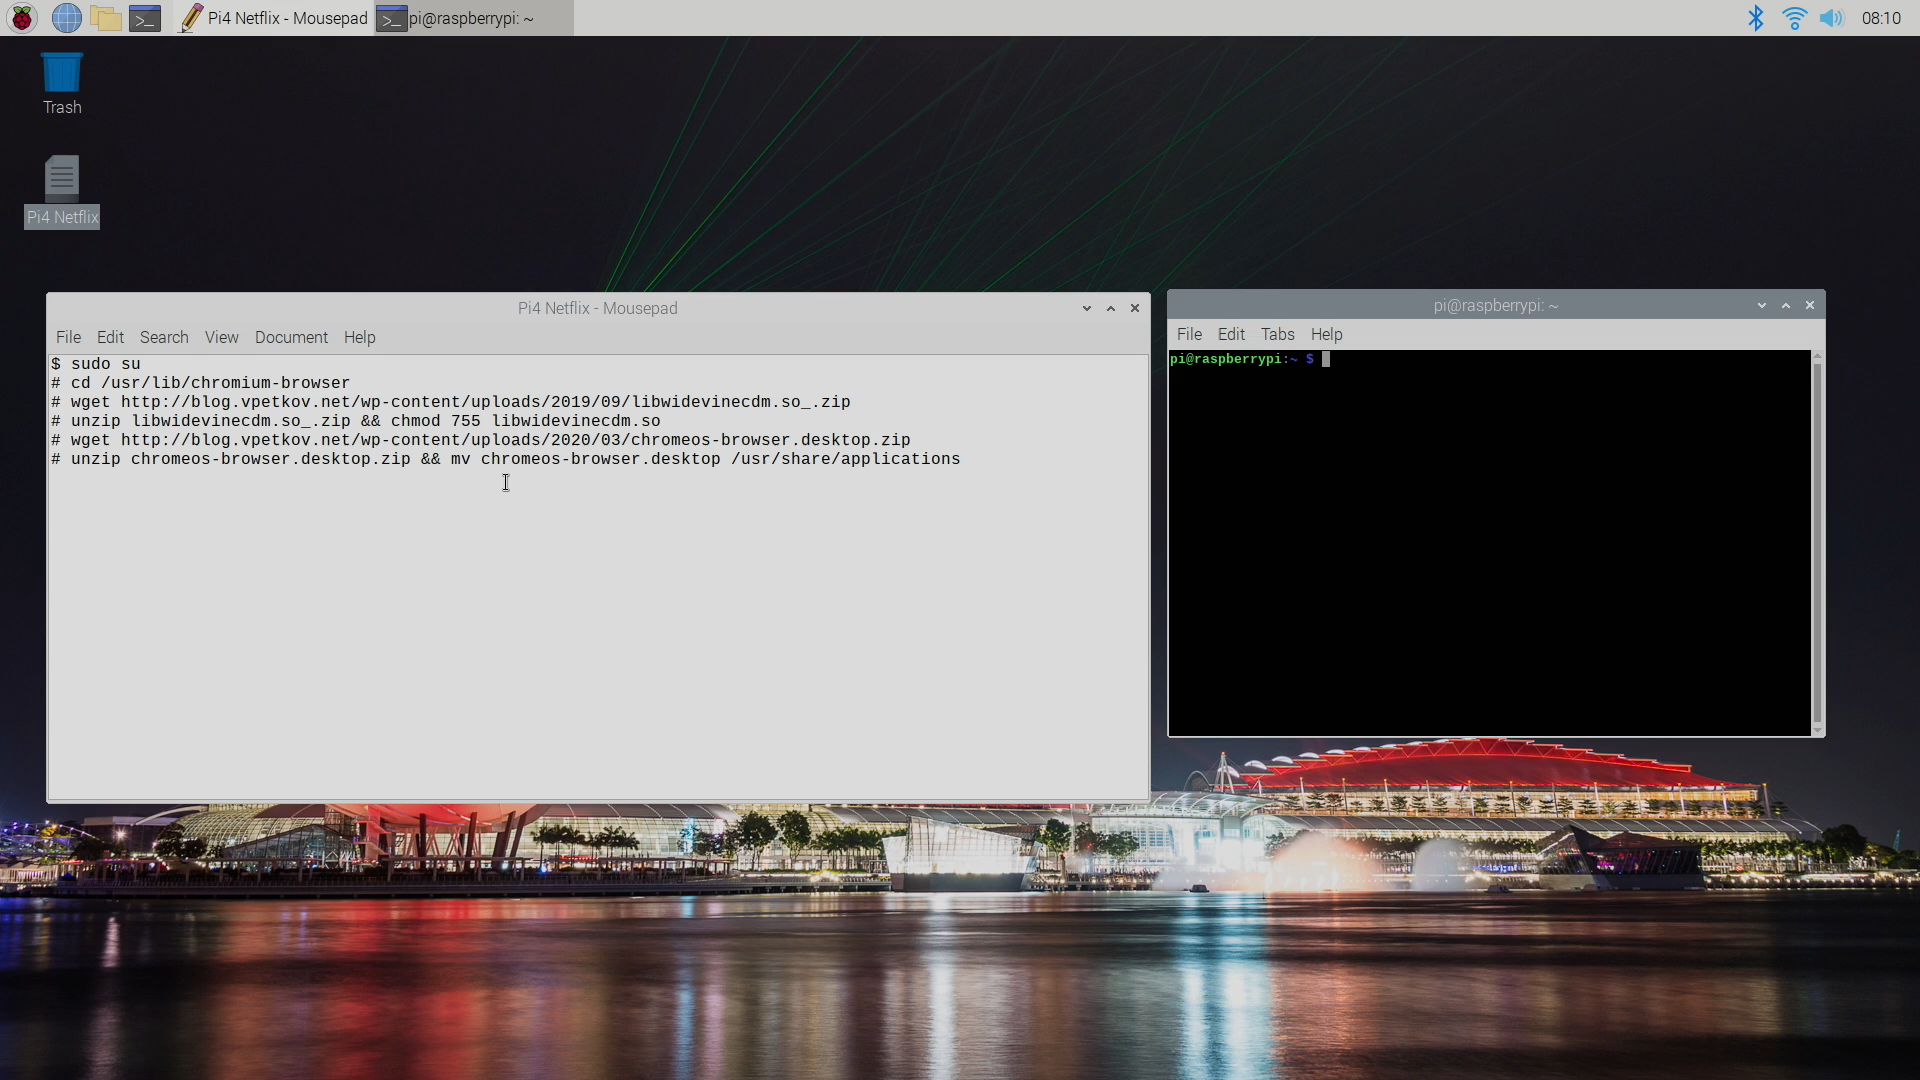 Pi4 Netflix - Mousepad
pi@raspberrypi: ~
08:10
Trash
Pi4 Netflix
Pi4 Netflix - Mousepad
File Edit Search View Document Help
$ sudo su
# cd /usr/lib/chromium-browser
# wget http://blog.vpetkov.net/wp-content/uploads/2019/09/libwidevinecdm.so_.zip
# unzip libwidevinecdm.so_.zip && chmod 755 libwidevinecdm.so
# wget http://blog.vpetkov.net/wp-content/uploads/2020/03/chromeos-browser.desktop.zip
# unzip chromeos-browser.desktop.zip && mv chromeos-browser.desktop /usr/share/applications
pi@raspberrypi: ~
File Edit Tabs Help
pi@raspberrypi:~ $